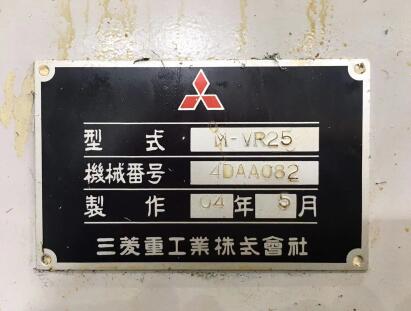 型式 M-VR25
機械番号 4DAA082
製作 04年5月
三菱重工業株式會社